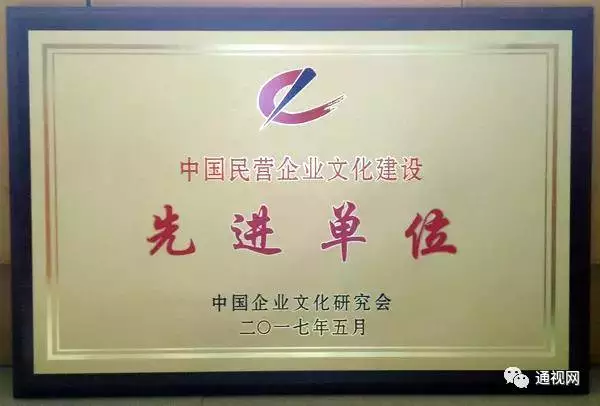 中国民营企业文化建设
先进单位
中国企业文化研究会
二〇一七年五月
通视网